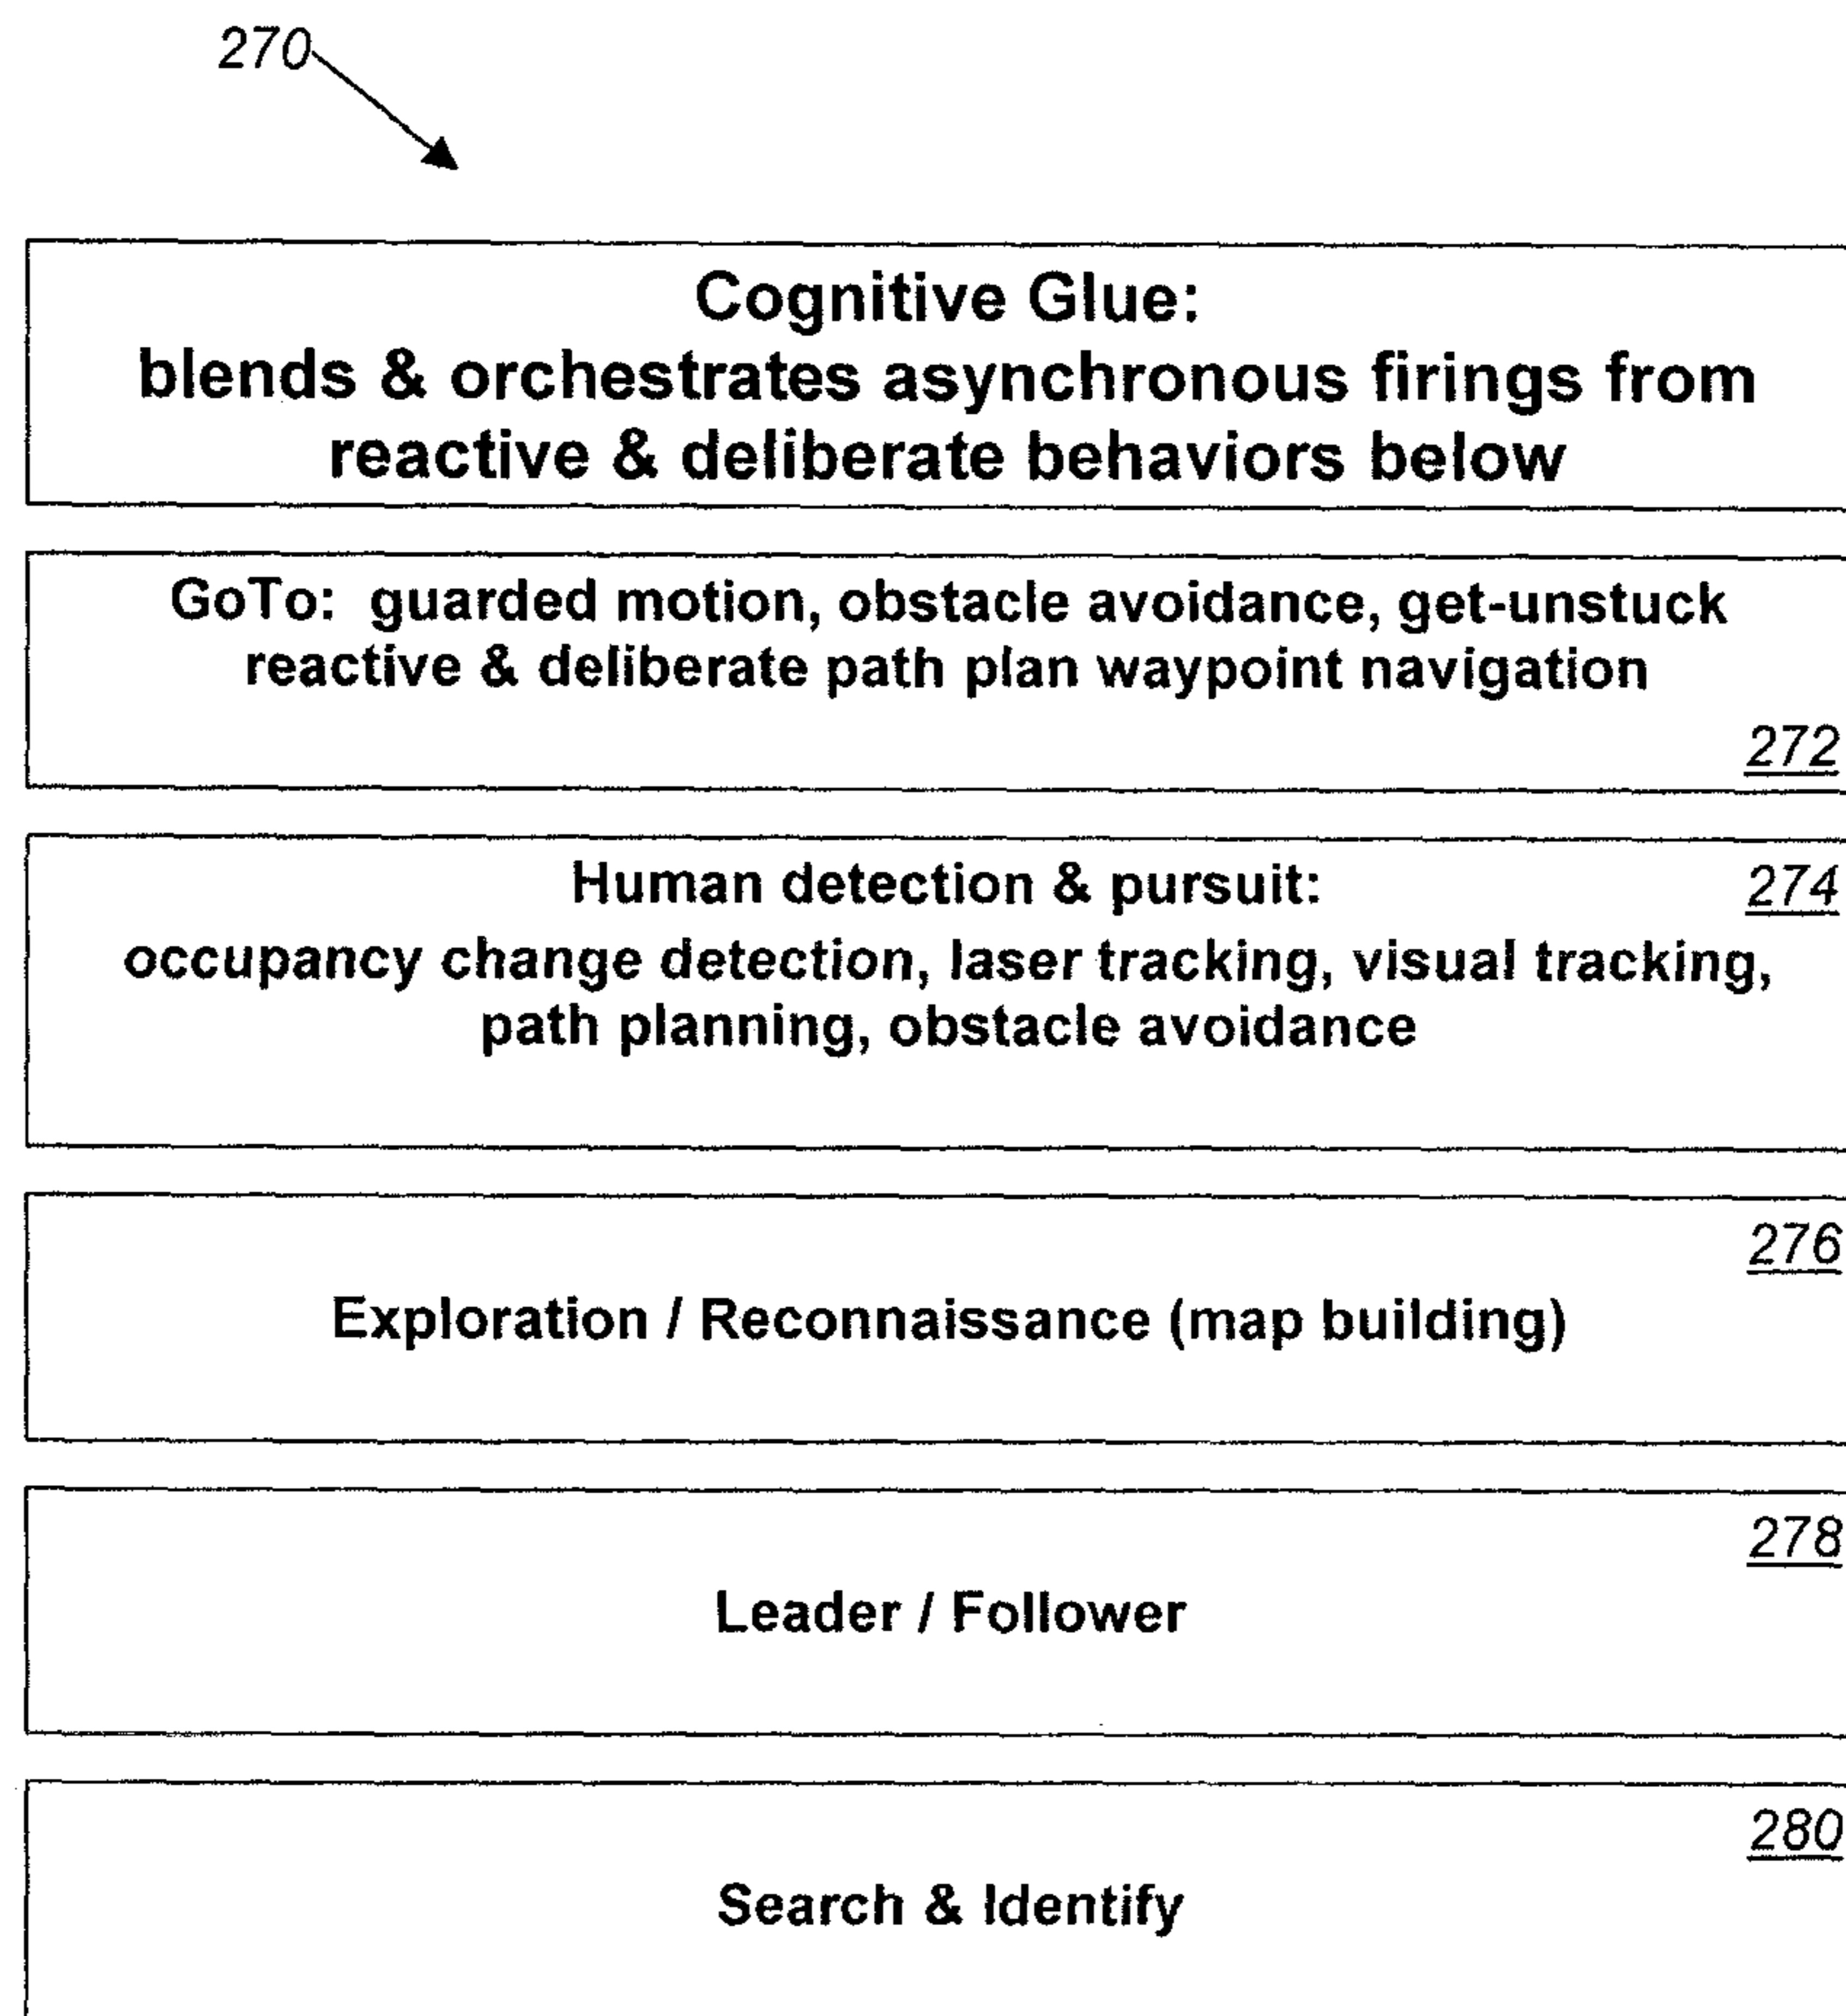 270
Cognitive Glue:
blends & orchestrates asynchronous firings from
reactive & deliberate behaviors below
GoTo: guarded motion, obstacle avoidance, get-unstuck
reactive & deliberate path plan waypoint navigation
272
Human detection & pursuit:
274
occupancy change detection, laser tracking, visual tracking,
path planning, obstacle avoidance
276
Exploration / Reconnaissance (map building)
278
Leader / Follower
280
Search & Identify